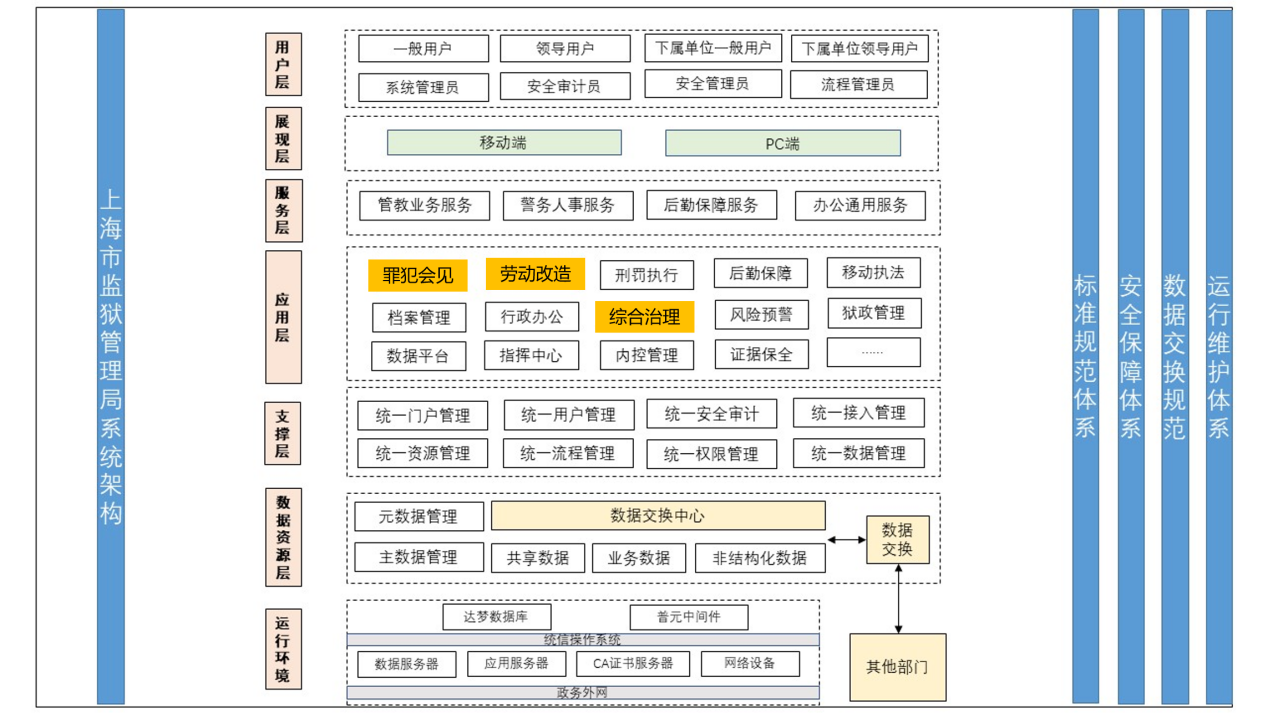 上海市监狱管理局系统架构
用户层
一般用户
领导用户
下属单位一般用户
下属单位领导用户
系统管理员
安全审计员
安全管理员
流程管理员
展现层
移动端
PC端
服务层
管教业务服务
警务人事服务
后勤保障服务
办公通用服务
应用层
罪犯会见
劳动改造
刑罚执行
后勤保障
移动执法
档案管理
行政办公
综合治理
风险预警
狱政管理
数据平台
指挥中心
内控管理
证据保全
……
支撑层
统一门户管理
统一用户管理
统一安全审计
统一接入管理
统一资源管理
统一流程管理
统一权限管理
统一数据管理
数据资源层
元数据管理
数据交换中心
主数据管理
共享数据
业务数据
非结构化数据
数据
交换
运行环境
达梦数据库
普元中间件
统信操作系统
数据服务器
应用服务器
CA证书服务器
网络设备
政务外网
其他部门
标准规范体系
安全保障体系
数据交换规范
运行维护体系